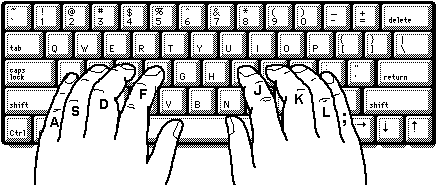 ~ ! @ # $ % ^ & * ( ) _ + delete
` 1 2 3 4 5 6 7 8 9 0 - =
tab Q W E R T Y U I O P { } |
[ ] \
caps lock G H "
'
return
shift V B N shift
Ctrl → ↓ ↑
A S D F J K L ;